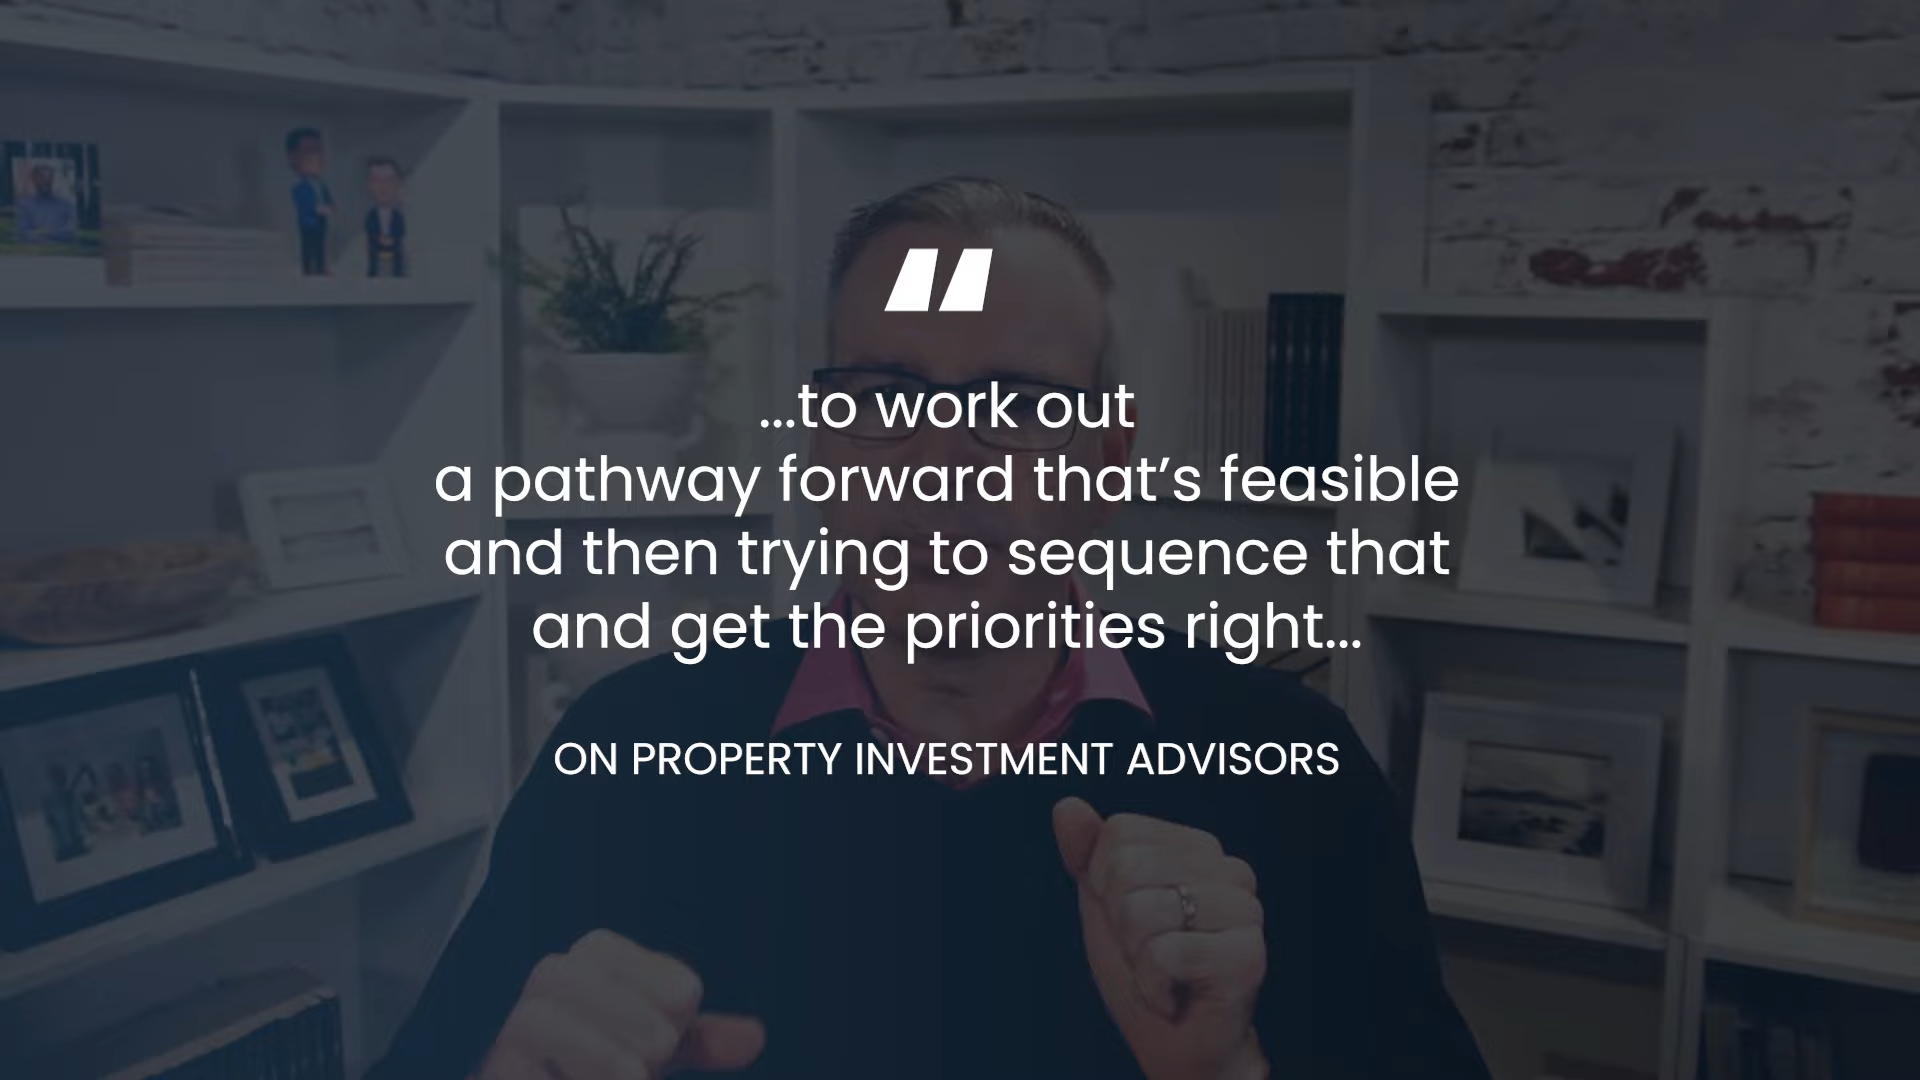 ...to work out
a pathway forward that’s feasible
and then trying to sequence that
and get the priorities right...
ON PROPERTY INVESTMENT ADVISORS